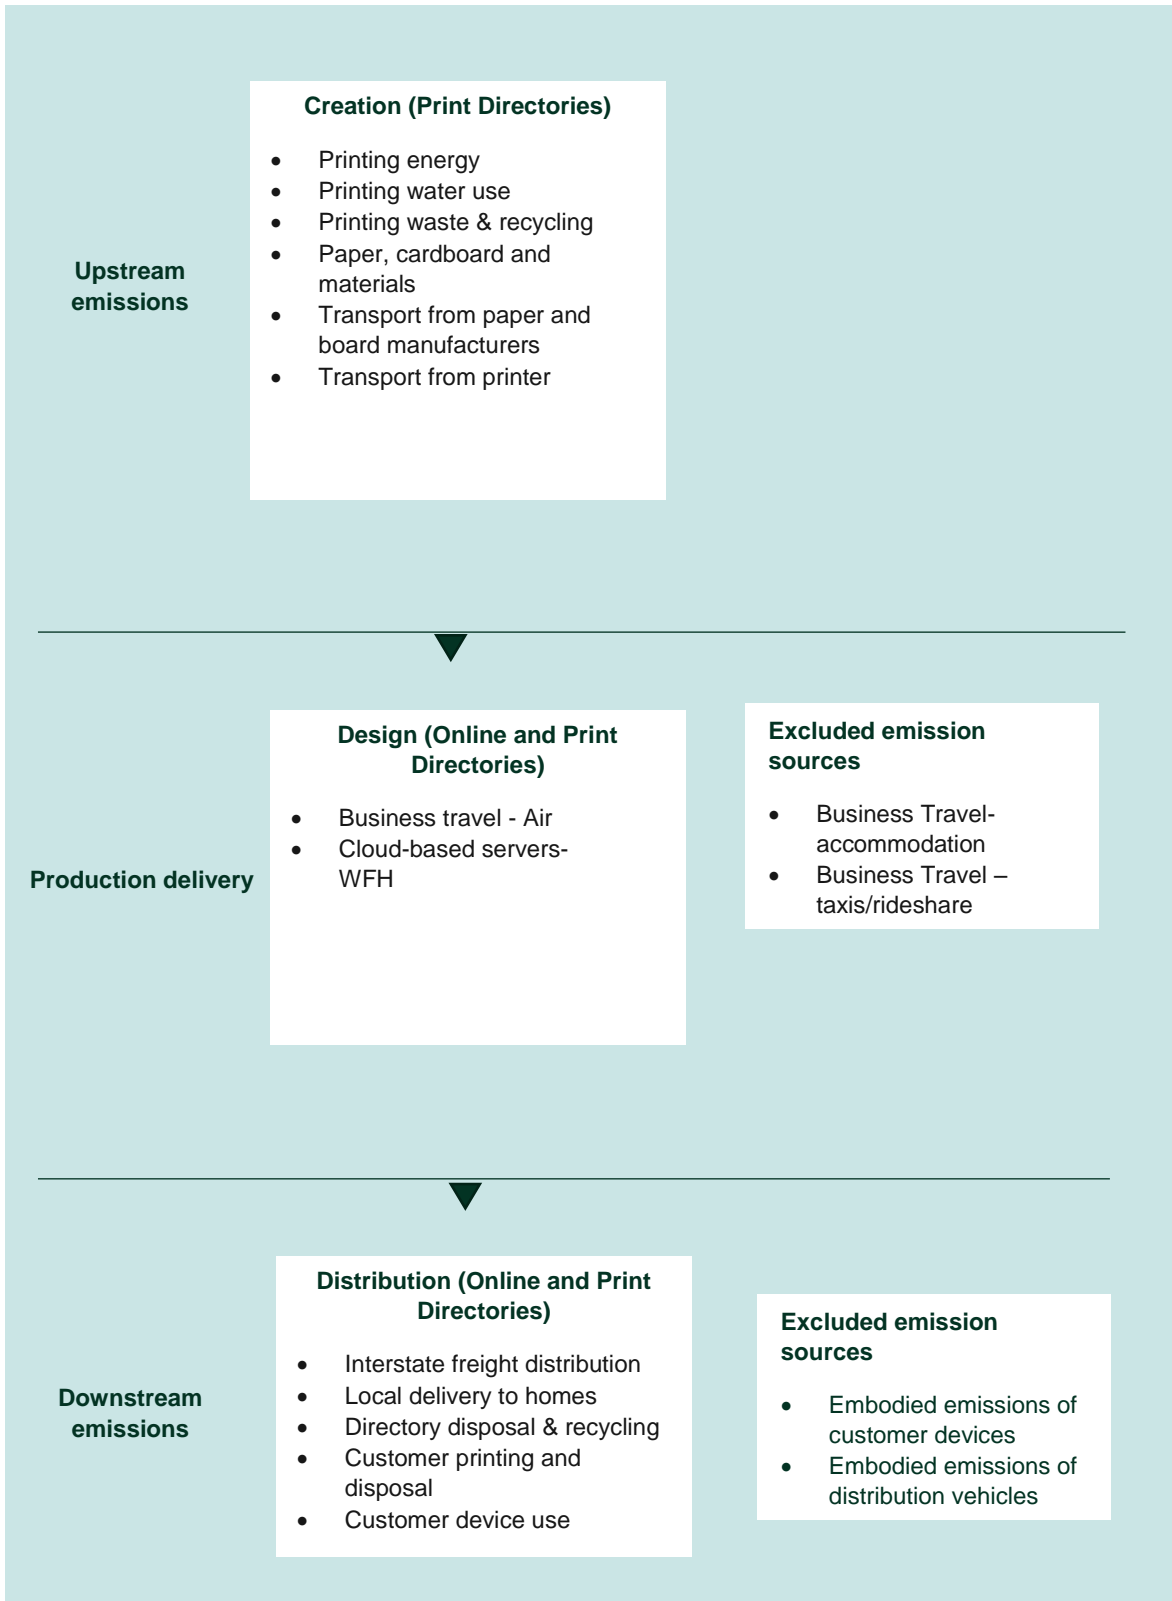 Creation (Print Directories)
• Printing energy
• Printing water use
• Printing waste & recycling
• Paper, cardboard and
materials
• Transport from paper and
board manufacturers
• Transport from printer
Upstream
emissions
Design (Online and Print
Directories)
• Business travel - Air
• Cloud-based servers-
WFH
Excluded emission
sources
• Business Travel-
accommodation
• Business Travel –
taxis/rideshare
Production delivery
Distribution (Online and Print
Directories)
• Interstate freight distribution
• Local delivery to homes
• Directory disposal & recycling
• Customer printing and
disposal
• Customer device use
Excluded emission
sources
• Embodied emissions of
customer devices
• Embodied emissions of
distribution vehicles
Downstream
emissions